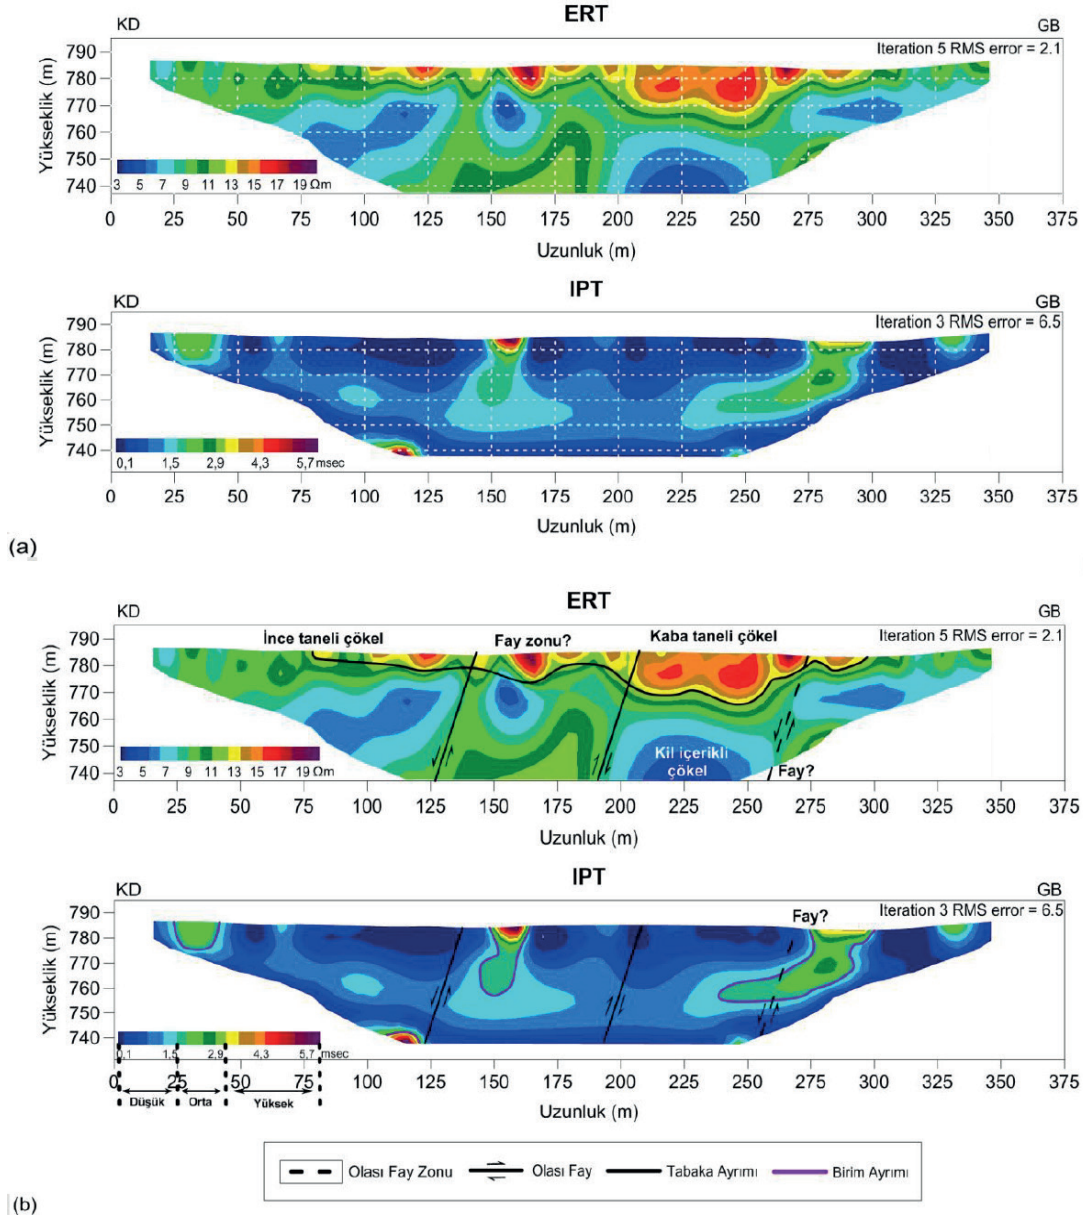 ERT
KD
GB
Iteration 5 RMS error = 2.1
Yükseklik (m)
790
780
770
760
750
740
3 5 7 9 11 13 15 17 19 Ωm
0 25 50 75 100 125 150 175 200 225 250 275 300 325 350 375
Uzunluk (m)
IPT
KD
GB
Iteration 3 RMS error = 6.5
Yükseklik (m)
790
780
770
760
750
740
0,1 1,5 2,9 4,3 5,7 msec
0 25 50 75 100 125 150 175 200 225 250 275 300 325 350 375
Uzunluk (m)
(a)
ERT
KD
GB
İnce taneli çökel
Fay zonu?
Kaba taneli çökel
Iteration 5 RMS error = 2.1
Yükseklik (m)
790
780
770
760
750
740
Kil içerikli
çökel
Fay?
3 5 7 9 11 13 15 17 19 Ωm
0 25 50 75 100 125 150 175 200 225 250 275 300 325 350 375
Uzunluk (m)
IPT
KD
GB
Fay?
Iteration 3 RMS error = 6.5
Yükseklik (m)
790
780
770
760
750
740
0,1 1,5 2,9 4,3 5,7 msec
0 25 50 75 100 125 150 175 200 225 250 275 300 325 350 375
Düşük Orta Yüksek
Uzunluk (m)
Olası Fay Zonu Olası Fay Tabaka Ayrımı Birim Ayrımı
(b)